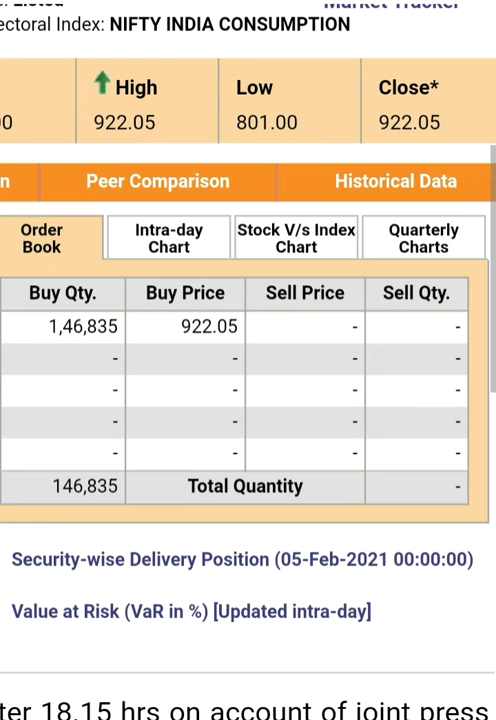 Market Tracker
ectoral Index: NIFTY INDIA CONSUMPTION
High Low Close*
0 922.05 801.00 922.05
n Peer Comparison Historical Data
Order Book Intra-day Chart Stock V/s Index Chart Quarterly Charts
Buy Qty. Buy Price Sell Price Sell Qty.
1,46,835 922.05 - -
- - - -
- - - -
- - - -
- - - -
146,835 Total Quantity -
Security-wise Delivery Position (05-Feb-2021 00:00:00)
Value at Risk (VaR in %) [Updated intra-day]
ter 18.15 hrs on account of joint press